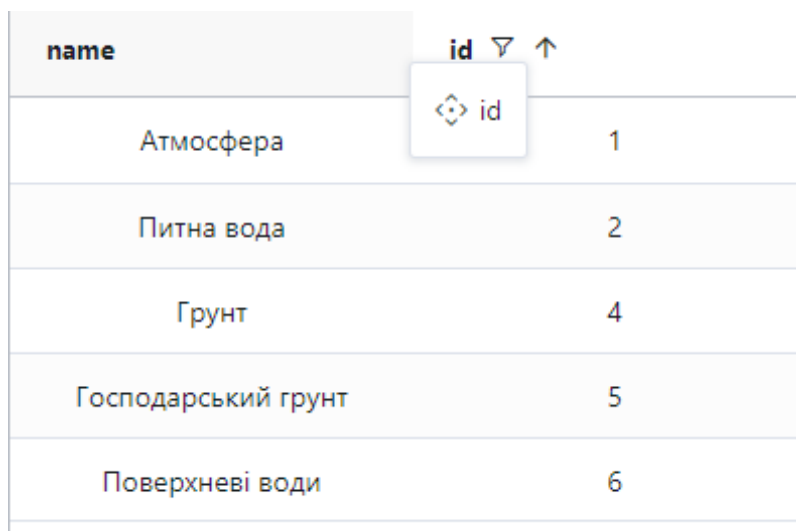 name id
id
Атмосфера 1
Питна вода 2
Грунт 4
Господарський грунт 5
Поверхневі води 6